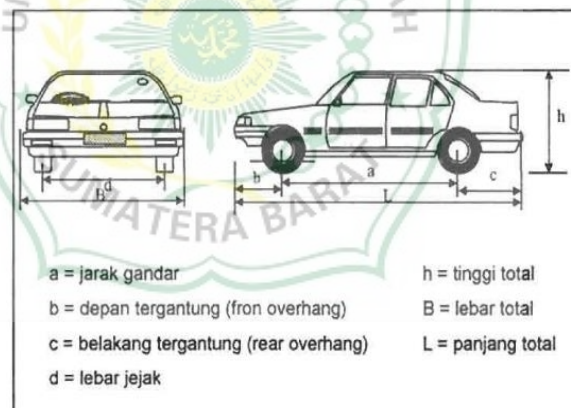 h
b
a
c
d
B
L
SUMATERA BARAT
a = jarak gandar
h = tinggi total
b = depan tergantung (fron overhang)
B = lebar total
c = belakang tergantung (rear overhang)
L = panjang total
d = lebar jejak